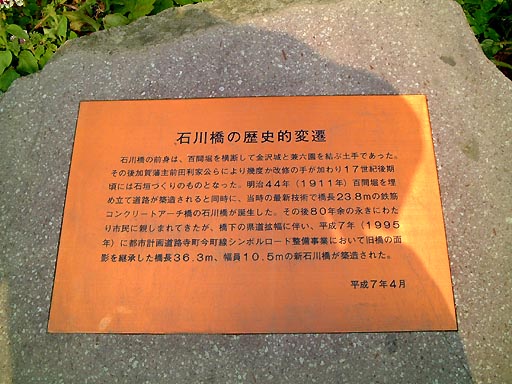 石川橋の歴史的変遷
石川橋の前身は、百間堀を横断して金沢城と兼六園を結ぶ土手であった。
その後加賀藩主前田利家公らにより幾度か改修の手が加わり17世紀後期
頃には石垣づくりのものとなった。明治44年（1911年）百間堀を埋
め立て道路が築造されると同時に、当時の最新技術で橋長23.8mの鉄筋
コンクリートアーチ橋の石川橋が誕生した。その後80年余の永きにわた
り市民に親しまれてきたが、橋下の県道拡幅に伴い、平成7年（1995
年）に都市計画道路寺町今町線シンボルロード整備事業において旧橋の面
影を継承した橋長36.3m、幅員10.5mの新石川橋が築造された。
平成7年4月